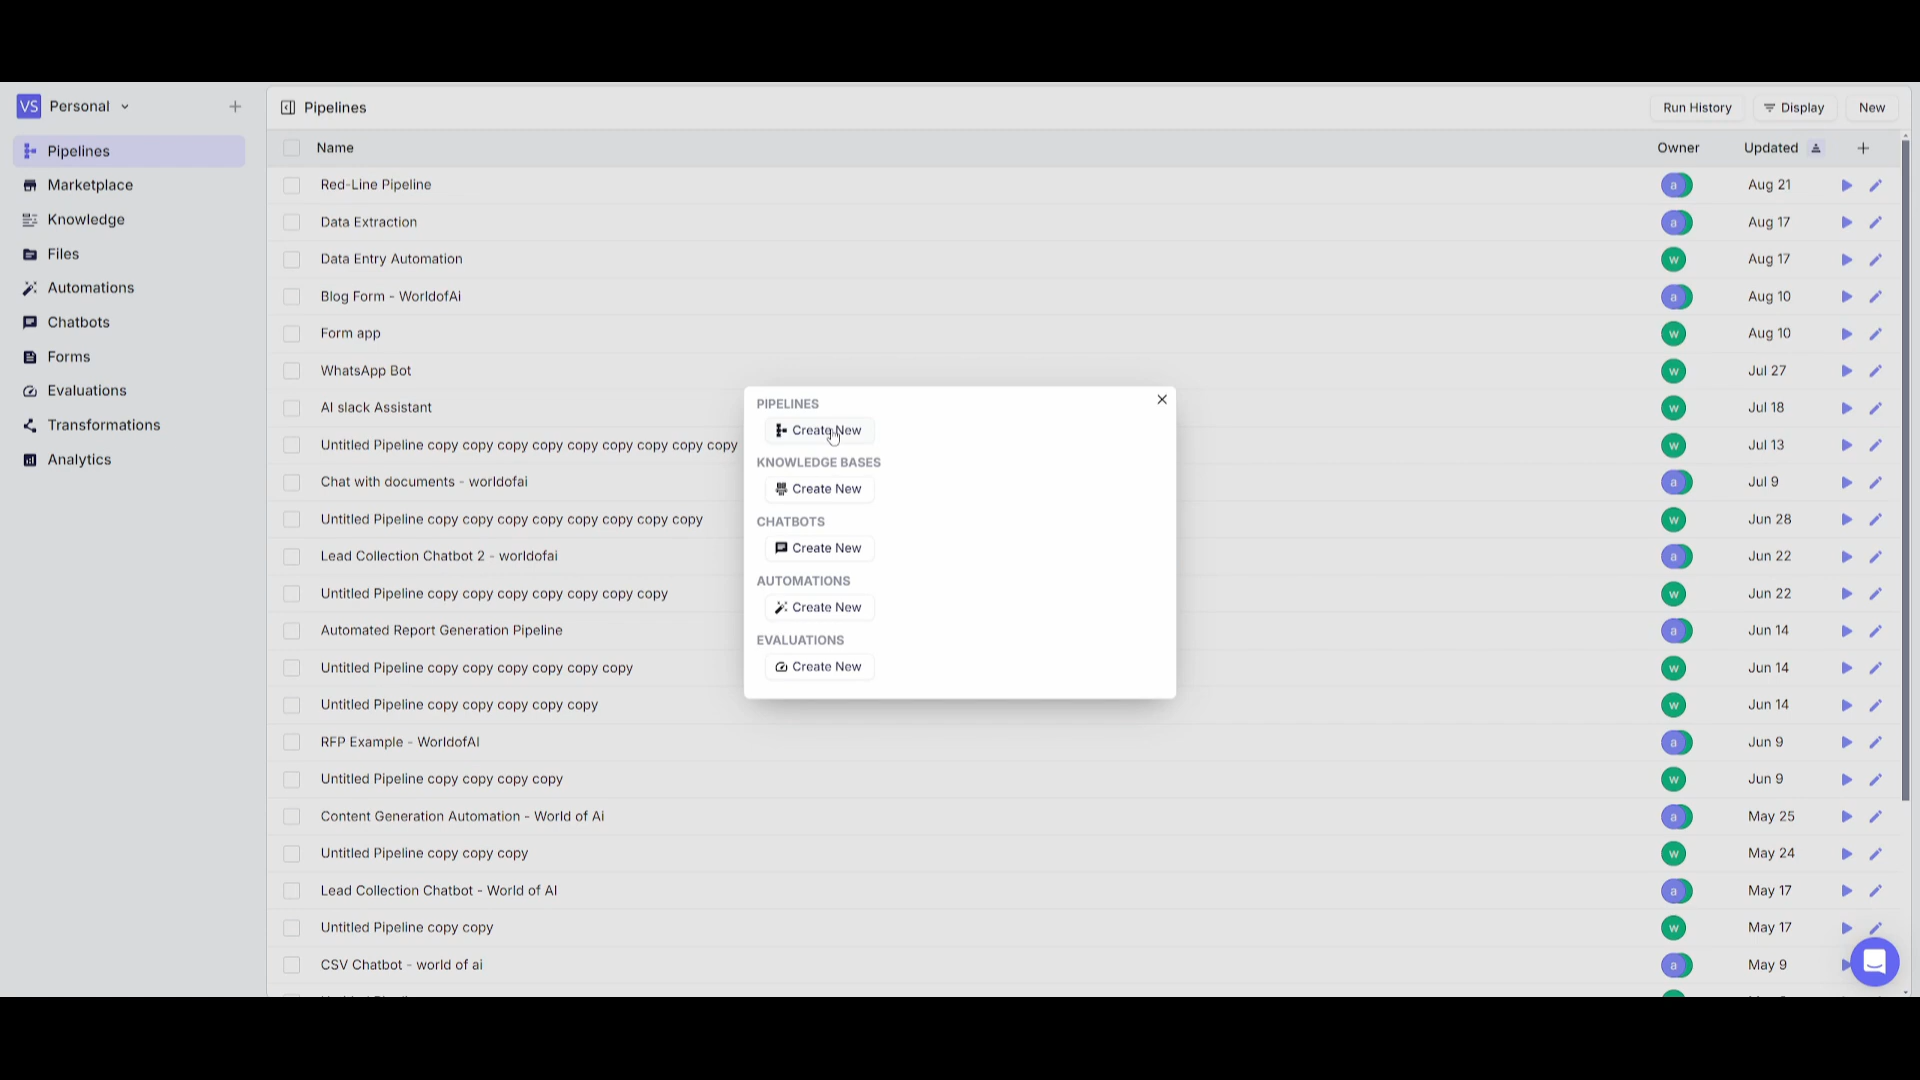 VS Personal
Pipelines
Marketplace
Knowledge
Files
Automations
Chatbots
Forms
Evaluations
Transformations
Analytics
Pipelines
Run History
Display
New
Name Owner Updated
Red-Line Pipeline a Aug 21
Data Extraction a Aug 17
Data Entry Automation w Aug 17
Blog Form - WorldofAi a Aug 10
Form app w Aug 10
WhatsApp Bot w Jul 27
AI slack Assistant w Jul 18
Untitled Pipeline copy copy copy copy copy copy copy copy copy w Jul 13
Chat with documents - worldofai a Jul 9
Untitled Pipeline copy copy copy copy copy copy copy copy w Jun 28
Lead Collection Chatbot 2 - worldofai a Jun 22
Untitled Pipeline copy copy copy copy copy copy copy w Jun 22
Automated Report Generation Pipeline a Jun 14
Untitled Pipeline copy copy copy copy copy copy w Jun 14
Untitled Pipeline copy copy copy copy copy w Jun 14
RFP Example - WorldofAI a Jun 9
Untitled Pipeline copy copy copy copy w Jun 9
Content Generation Automation - World of Ai a May 25
Untitled Pipeline copy copy copy w May 24
Lead Collection Chatbot - World of AI a May 17
Untitled Pipeline copy copy w May 17
CSV Chatbot - world of ai a May 9
PIPELINES
Create New
KNOWLEDGE BASES
Create New
CHATBOTS
Create New
AUTOMATIONS
Create New
EVALUATIONS
Create New